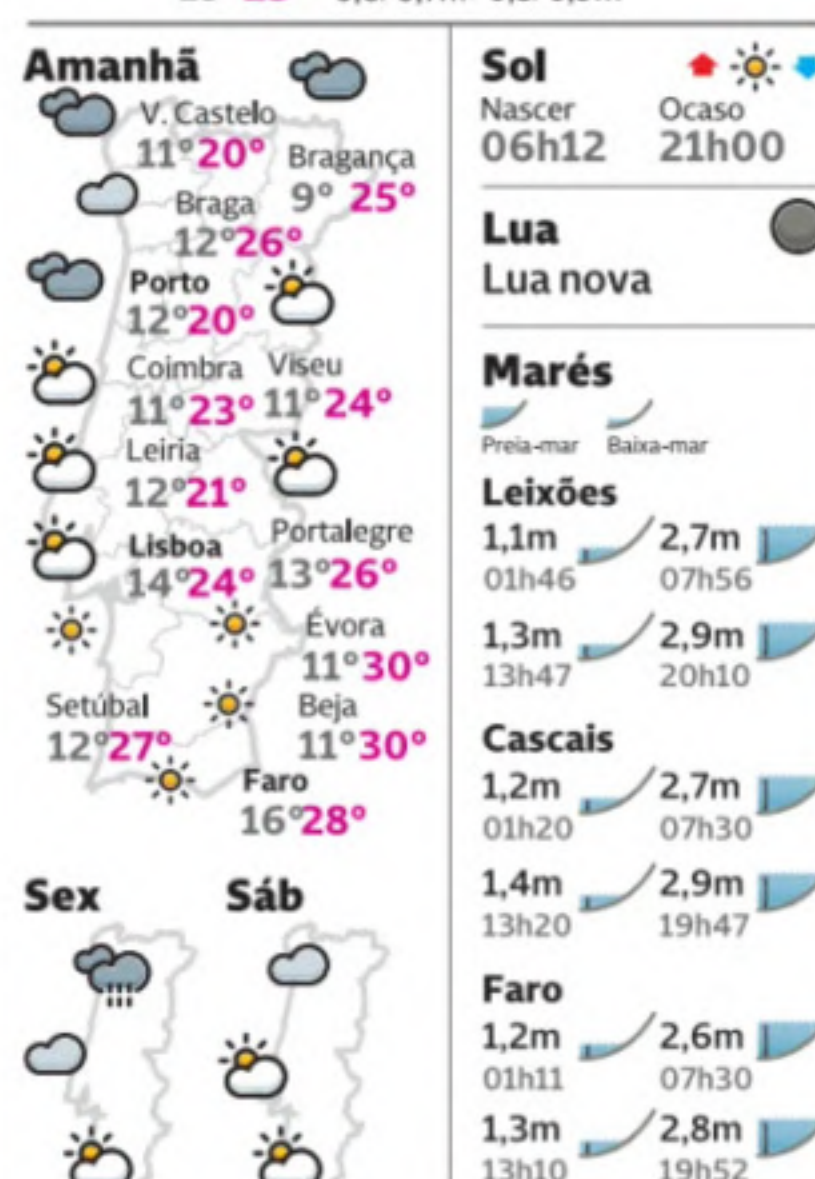 Amanhã
V. Castelo
11° 20°
Bragança
9° 25°
Braga
12° 26°
Porto
12° 20°
Coimbra
11° 23°
Viseu
11° 24°
Leiria
12° 21°
Lisboa
14° 24°
Portalegre
13° 26°
Évora
11° 30°
Setúbal
12° 27°
Beja
11° 30°
Faro
16° 28°
Sex
Sáb
Sol
Nascer Ocaso
06h12 21h00
Lua
Lua nova
Marés
Preia-mar Baixa-mar
Leixões
1,1m 2,7m
01h46 07h56
1,3m 2,9m
13h47 20h10
Cascais
1,2m 2,7m
01h20 07h30
1,4m 2,9m
13h20 19h47
Faro
1,2m 2,6m
01h11 07h30
1,3m 2,8m
13h10 19h52